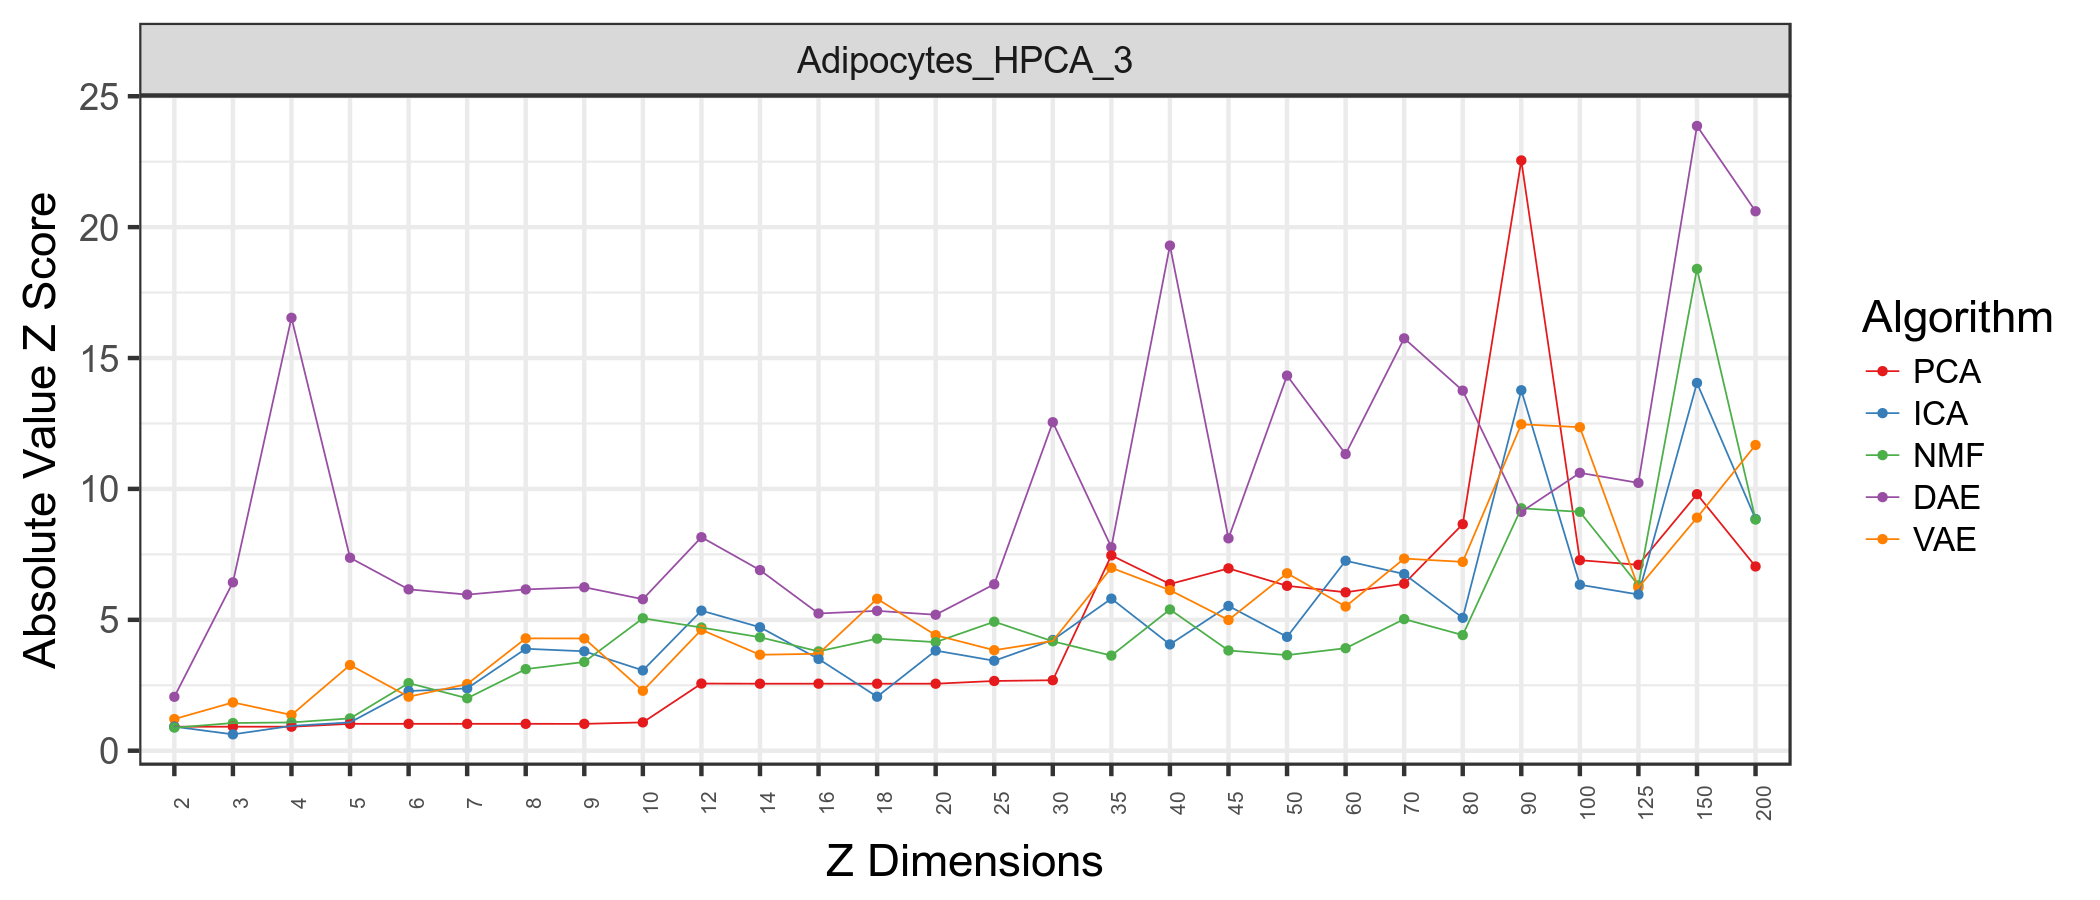 Adipocytes_HPCA_3
25
20
15
10
5
0
Absolute Value Z Score
2 3 4 5 6 7 8 9 10 12 14 16 18 20 25 30 35 40 45 50 60 70 80 90 100 125 150 200
Z Dimensions
Algorithm
PCA
ICA
NMF
DAE
VAE